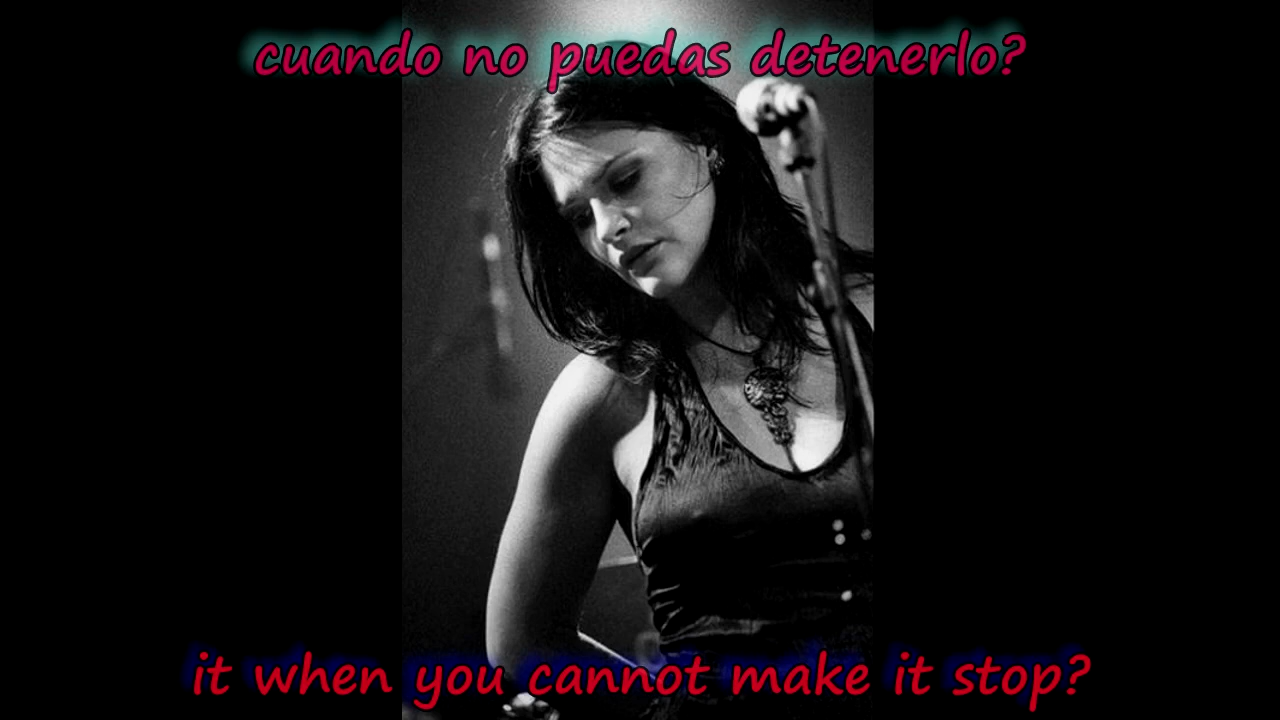 cuando no puedas detenerlo?
it when you cannot make it stop?